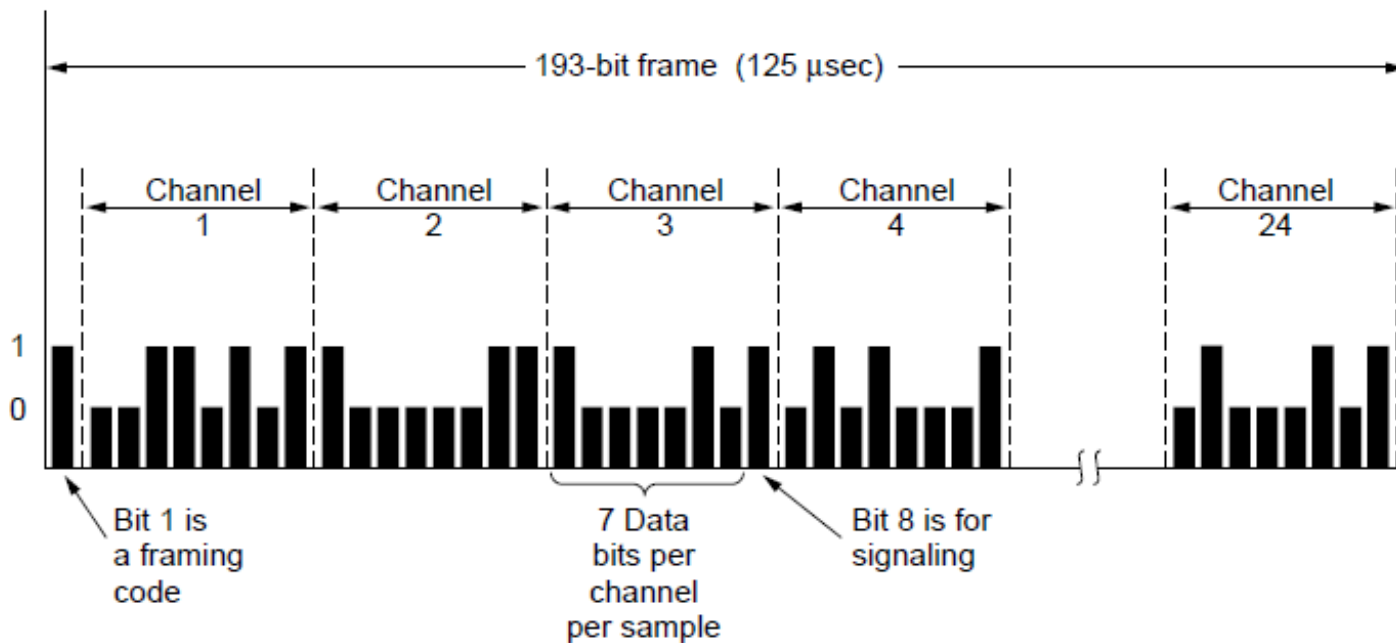 193-bit frame (125 μsec)
Channel
1
Channel
2
Channel
3
Channel
4
Channel
24
1
0
Bit 1 is
a framing
code
7 Data
bits per
channel
per sample
Bit 8 is for
signaling